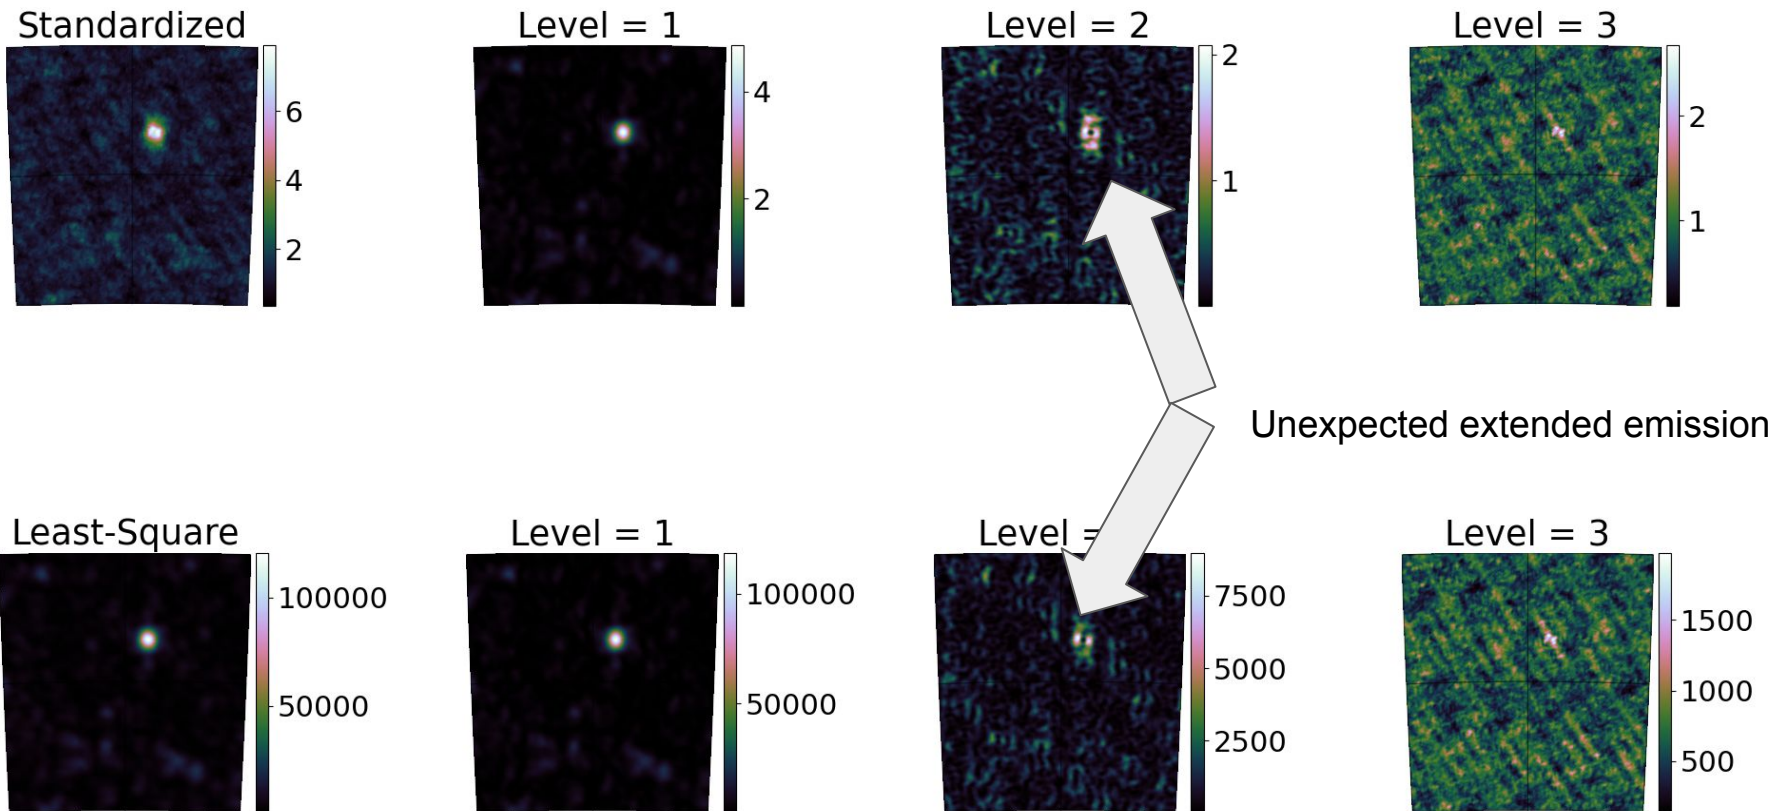 Standardized
Level = 1
Level = 2
Level = 3
6
4
2
4
2
2
1
2
1
Unexpected extended emission
Least-Square
Level = 1
Level =
Level = 3
100000
50000
100000
50000
7500
5000
2500
1500
1000
500